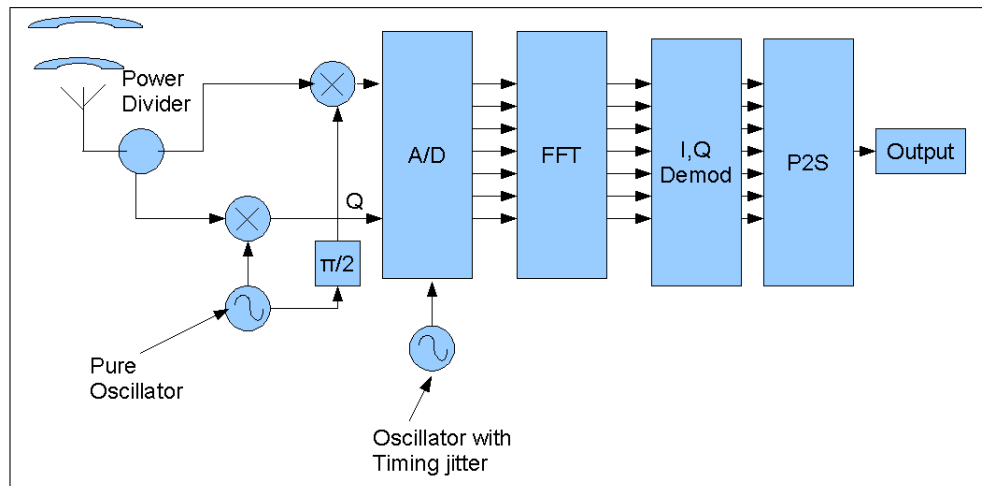 Power
Divider
A/D
FFT
I,Q
Demod
P2S
Output
Q
π/2
Pure
Oscillator
Oscillator with
Timing jitter